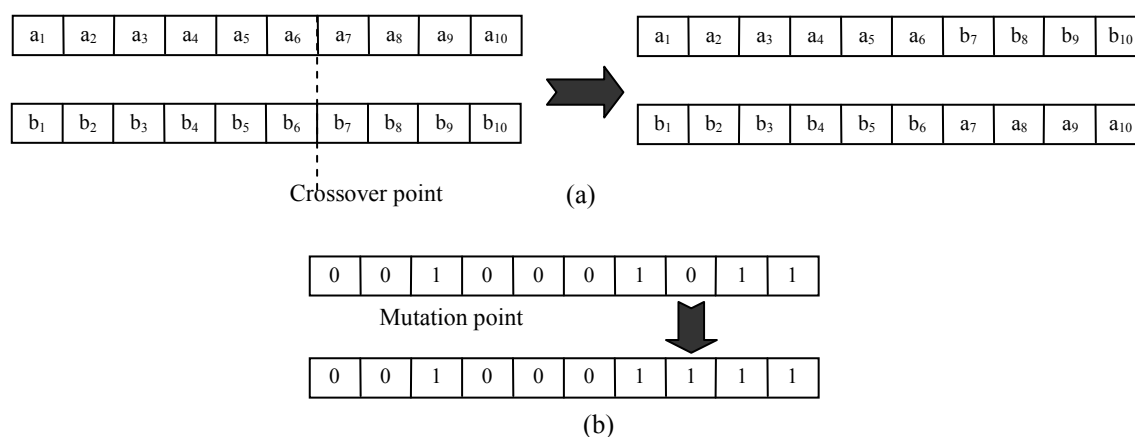 a₁ a₂ a₃ a₄ a₅ a₆ a₇ a₈ a₉ a₁₀
a₁ a₂ a₃ a₄ a₅ a₆ b₇ b₈ b₉ b₁₀
b₁ b₂ b₃ b₄ b₅ b₆ b₇ b₈ b₉ b₁₀
b₁ b₂ b₃ b₄ b₅ b₆ a₇ a₈ a₉ a₁₀
Crossover point
(a)
0 0 1 0 0 0 1 0 1 1
Mutation point
0 0 1 0 0 0 1 1 1 1
(b)